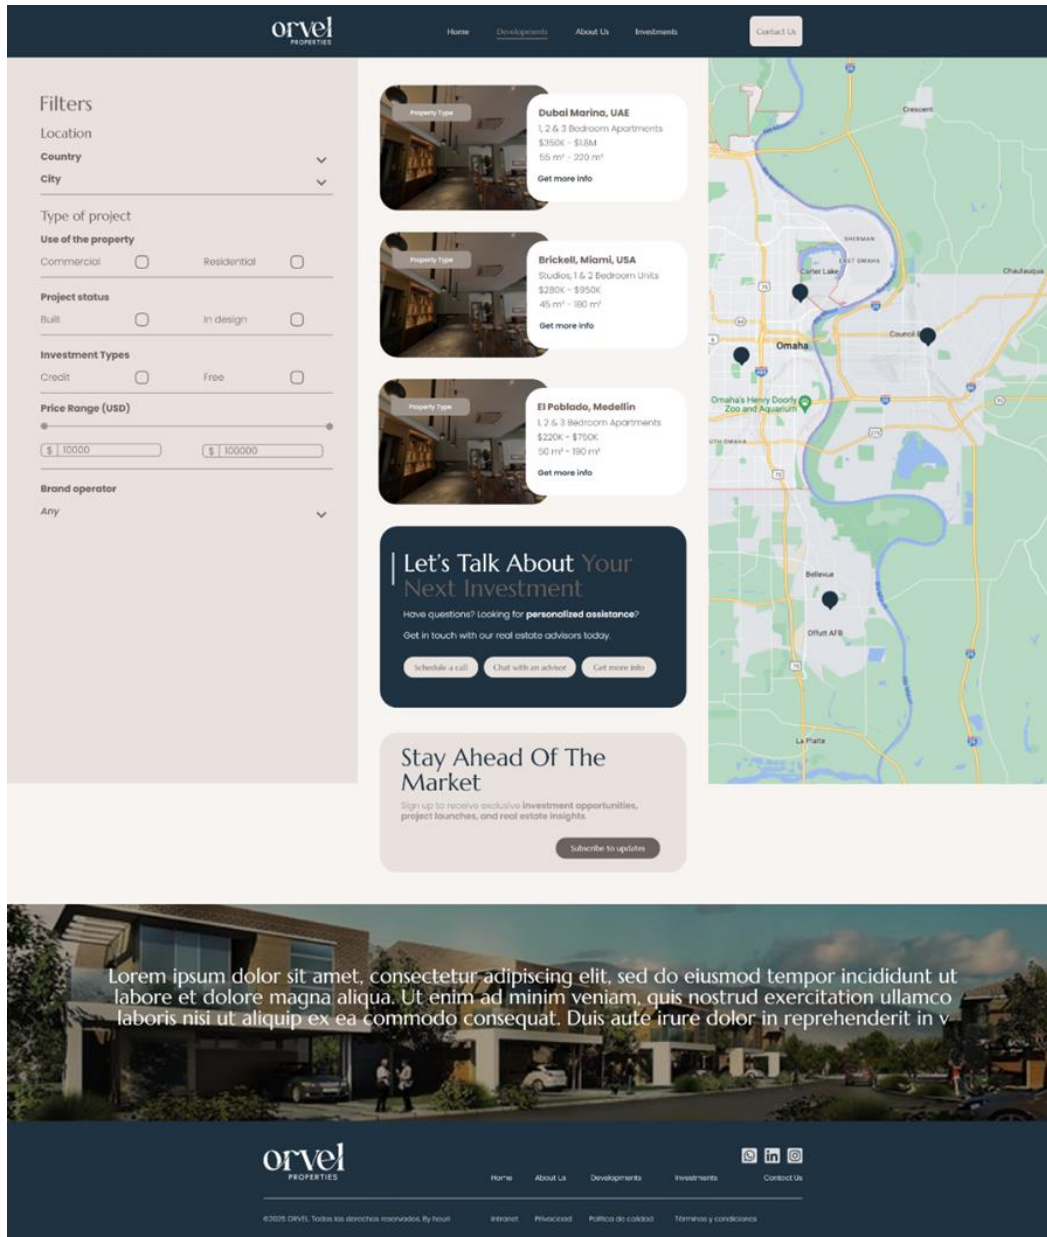 orvel
PROPERTIES
Home
Developments
About Us
Investments
Contact Us
Filters
Location
Country
City
Type of project
Use of the property
Commercial
Residential
Project status
Built
In design
Investment Types
Credit
Free
Price Range (USD)
$ 10000
$ 100000
Brand operator
Any
Property Type
Dubai Marina, UAE
1, 2 & 3 Bedroom Apartments
$350K - $1.8M
55 m² - 220 m²
Get more info
Property Type
Brickell, Miami, USA
Studios, 1 & 2 Bedroom Units
$280K - $950K
45 m² - 180 m²
Get more info
Property Type
El Poblado, Medellín
1, 2 & 3 Bedroom Apartments
$220K - $750K
50 m² - 190 m²
Get more info
Let's Talk About Your
Next Investment
Have questions? Looking for personalized assistance?
Get in touch with our real estate advisors today.
Schedule a call
Chat with an advisor
Get more info
Stay Ahead Of The
Market
Sign up to receive exclusive investment opportunities,
project launches, and real estate insights
Subscribe to updates
Crescent
SHERMAN
EAST OMAHA
Carter Lake
Chautauqua
75
Council
Omaha
Omaha's Henry Doorly
Zoo and Aquarium
275
75
Bellevue
Offutt AFB
75
La Platte
Lorem ipsum dolor sit amet, consectetur adipiscing elit, sed do eiusmod tempor incididunt ut
labore et dolore magna aliqua. Ut enim ad minim veniam, quis nostrud exercitation ullamco
laboris nisi ut aliquip ex ea commodo consequat. Duis aute irure dolor in reprehenderit in v
orvel
PROPERTIES
Home
About Us
Developments
Investments
Contact Us
©2025 ORVEL. Todos los derechos reservados. By houri
Intranet
Privacidad
Política de calidad
Términos y condiciones